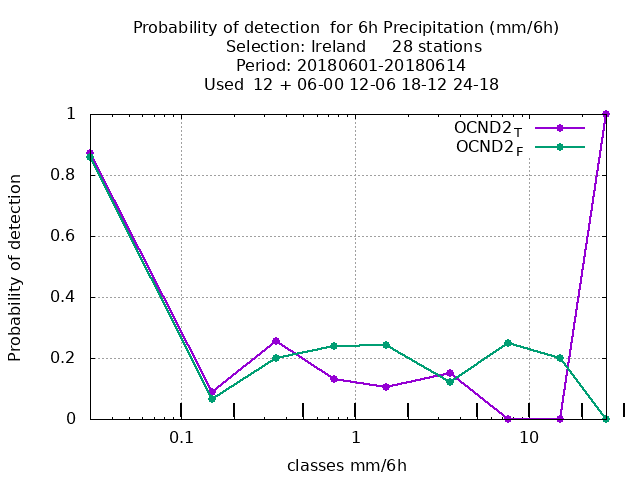 Probability of detection  for 6h Precipitation (mm/6h)
Selection: Ireland     28 stations
Period: 20180601-20180614
Used  12 + 06-00 12-06 18-12 24-18
OCND2T
OCND2F
1
0.8
0.6
0.4
0.2
0
Probability of detection
0.1 1 10
classes mm/6h